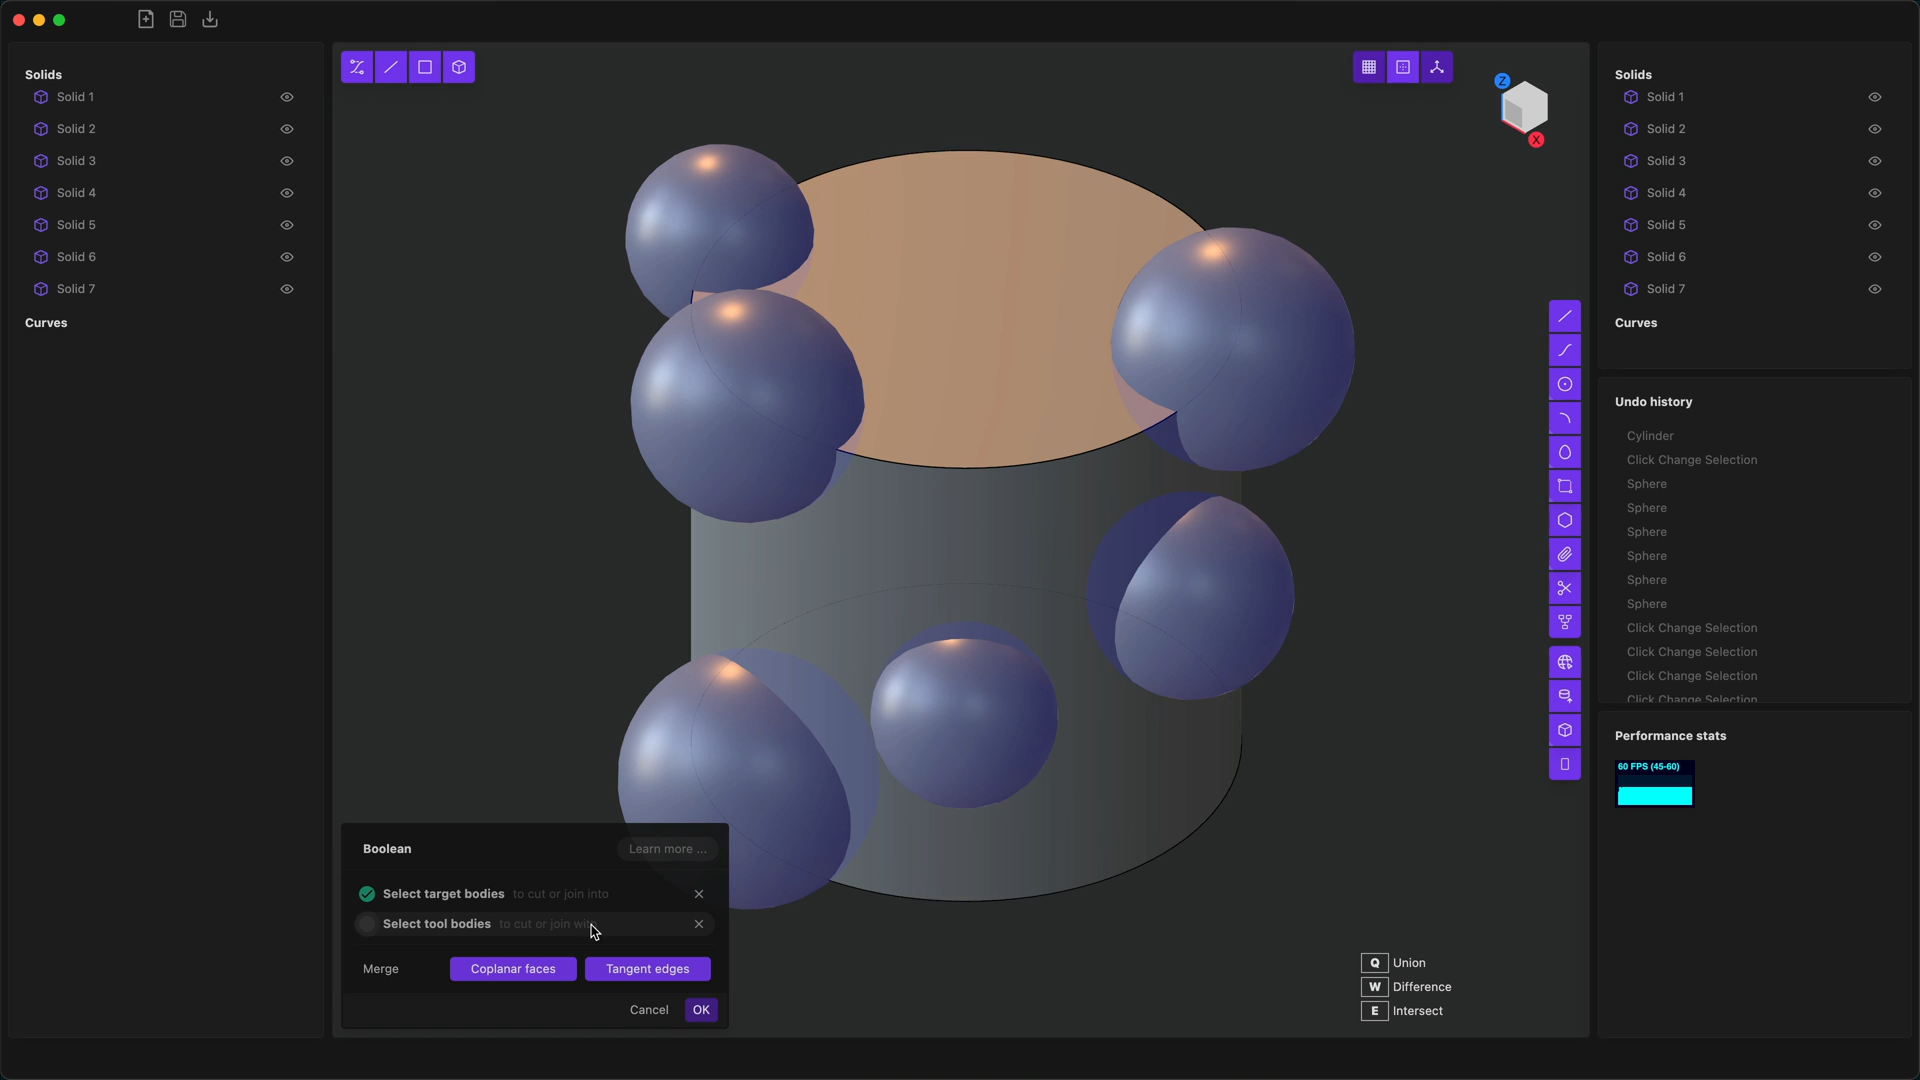 Solids
Solid 1
Solid 2
Solid 3
Solid 4
Solid 5
Solid 6
Solid 7
Curves
Z
X
Boolean
Learn more ...
Select target bodies to cut or join into
Select tool bodies to cut or join with
Merge
Coplanar faces
Tangent edges
Cancel
OK
Q Union
W Difference
E Intersect
Solids
Solid 1
Solid 2
Solid 3
Solid 4
Solid 5
Solid 6
Solid 7
Curves
Undo history
Cylinder
Click Change Selection
Sphere
Sphere
Sphere
Sphere
Sphere
Sphere
Click Change Selection
Click Change Selection
Click Change Selection
Click Change Selection
Performance stats
60 FPS (45-60)